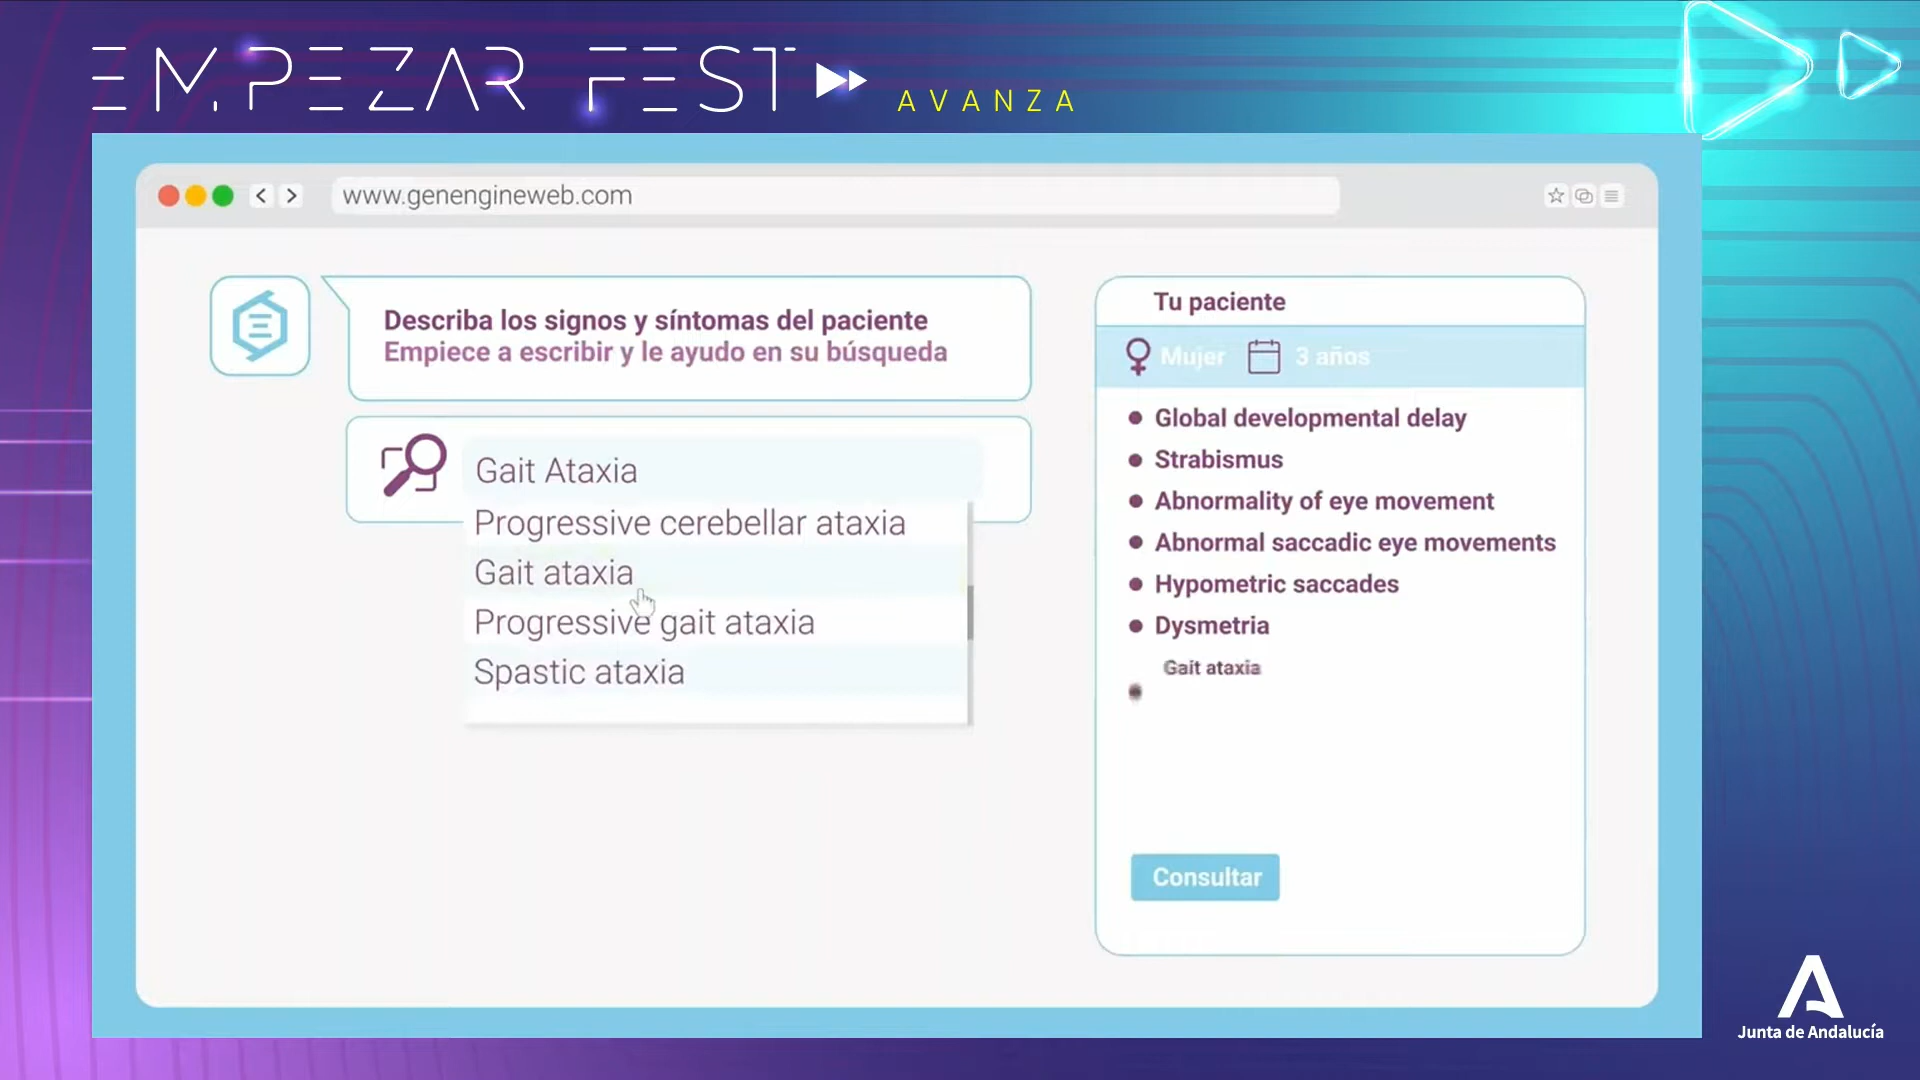 EMPEZAR FEST
AVANZA
www.genengineweb.com
Describa los signos y síntomas del paciente
Empiece a escribir y le ayudo en su búsqueda
Gait Ataxia
Progressive cerebellar ataxia
Gait ataxia
Progressive gait ataxia
Spastic ataxia
Tu paciente
Mujer 3 años
Global developmental delay
Strabismus
Abnormality of eye movement
Abnormal saccadic eye movements
Hypometric saccades
Dysmetria
Gait ataxia
Consultar
Junta de Andalucía